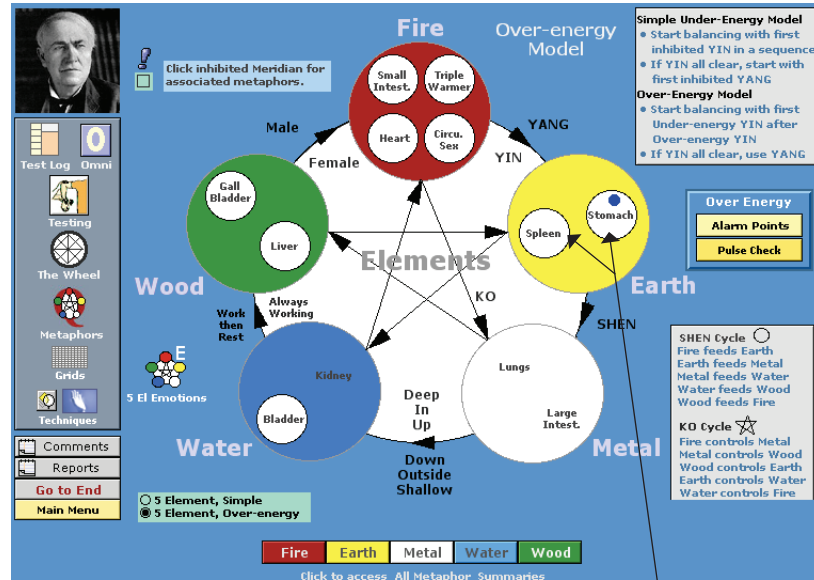 Fire
Over-energy
Model
Click inhibited Meridian for
associated metaphors.
Simple Under-Energy Model
Start balancing with first
inhibited YIN in a sequence
If YIN all clear, start with
first inhibited YANG
Over-Energy Model
Start balancing with first
Under-energy YIN after
Over-energy YIN
If YIN all clear, use YANG
Small
Intest.
Triple
Warmer
Heart
Circu.
Sex
Male
Female
YANG
YIN
Test Log
Omni
Testing
The Wheel
Metaphors
Grids
Techniques
Comments
Reports
Go to End
Main Menu
Gall
Bladder
Liver
Wood
Elements
Spleen
Stomach
Earth
Over Energy
Alarm Points
Pulse Check
Work
then
Rest
Always
Working
KO
SHEN
E
5 El Emotions
Kidney
Bladder
Water
Deep
In
Up
Down
Outside
Shallow
Lungs
Large
Intest.
Metal
SHEN Cycle
Fire feeds Earth
Earth feeds Metal
Metal feeds Water
Water feeds Wood
Wood feeds Fire
KO Cycle
Fire controls Metal
Metal controls Wood
Wood controls Earth
Earth controls Water
Water controls Fire
5 Element, Simple
5 Element, Over-energy
Fire Earth Metal Water Wood
Click to access All Metaphor Summaries